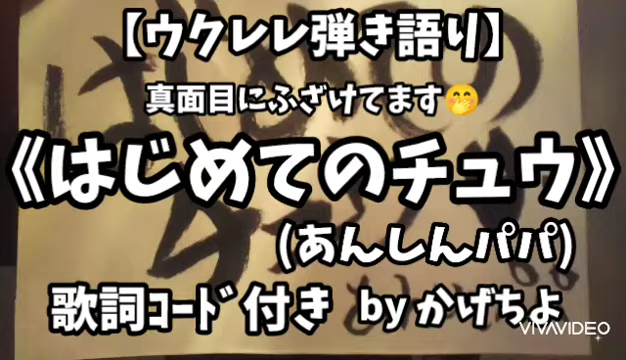 【ウクレレ弾き語り】
真面目にふざけてます🤭
《はじめてのチュウ》
(あんしんパパ)
歌詞ｺｰﾄﾞ付き by かげちよ
VIVAVIDEO